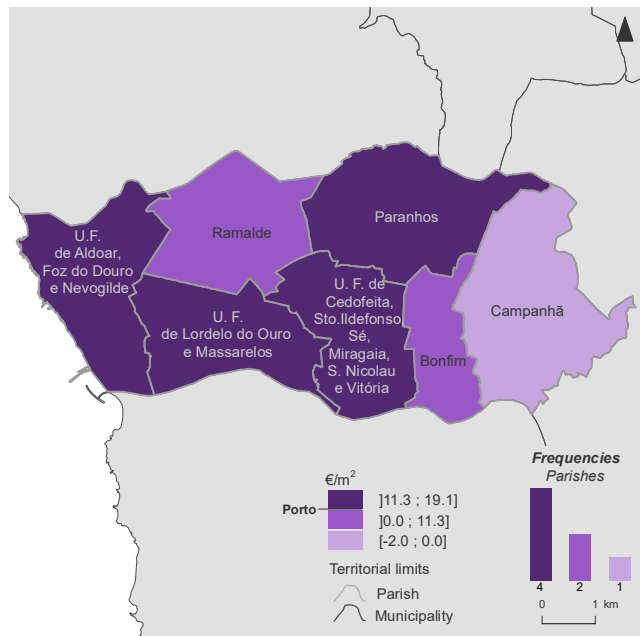 Paranhos
Ramalde
U.F.
de Aldoar,
Foz do Douro
e Nevogilde
U. F.
de Lordelo do Ouro
e Massarelos
U. F. de
Cedofeita,
Sto.Ildefonso
Sé,
Miragaia,
S. Nicolau
e Vitória
Bonfim
Campanhã
€/m²
Porto
]11.3 ; 19.1]
]0.0 ; 11.3]
[-2.0 ; 0.0]
Territorial limits
Parish
Municipality
Frequencies
Parishes
4 2 1
0 1 km